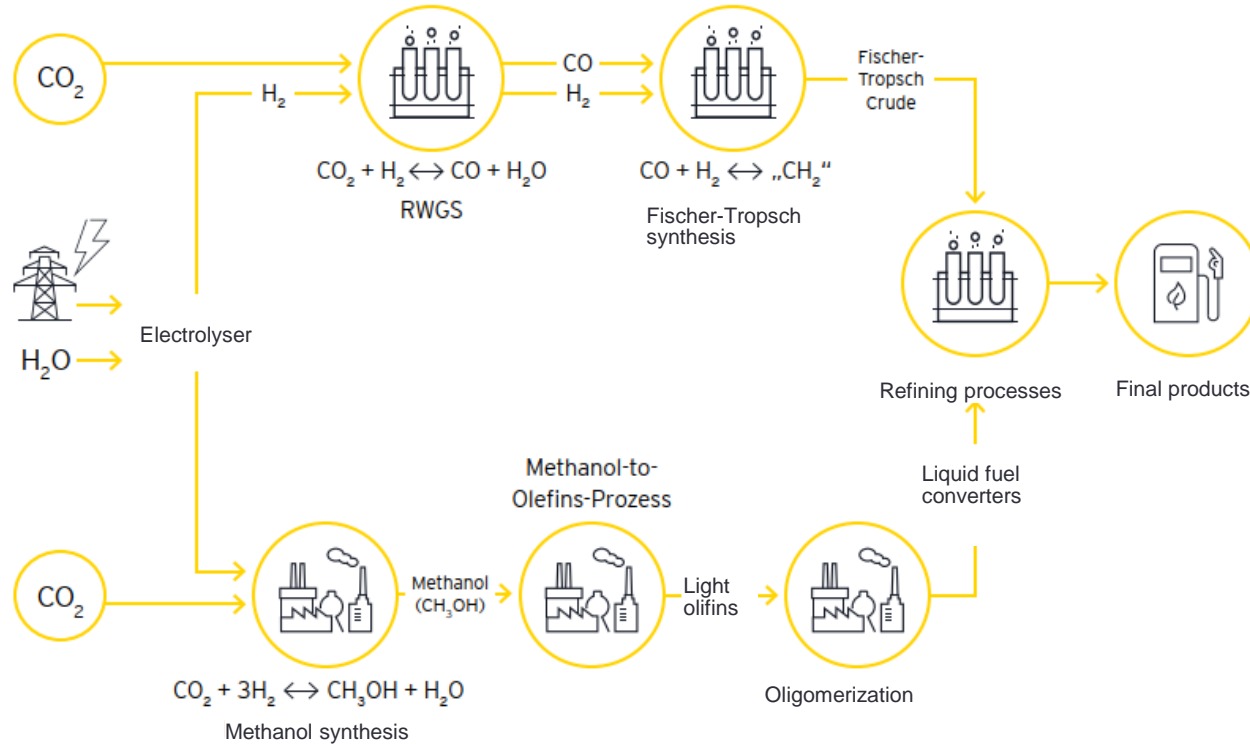 CO₂
H₂
CO
H₂
Fischer-
Tropsch
Crude
CO₂ + H₂ ↔ CO + H₂O
RWGS
CO + H₂ ↔ „CH₂“
Fischer-Tropsch
synthesis
Electrolyser
H₂O
Refining processes
Final products
Liquid fuel
converters
Methanol-to-
Olefins-Prozess
CO₂
Methanol
(CH₃OH)
Light
olifins
CO₂ + 3H₂ ↔ CH₃OH + H₂O
Methanol synthesis
Oligomerization